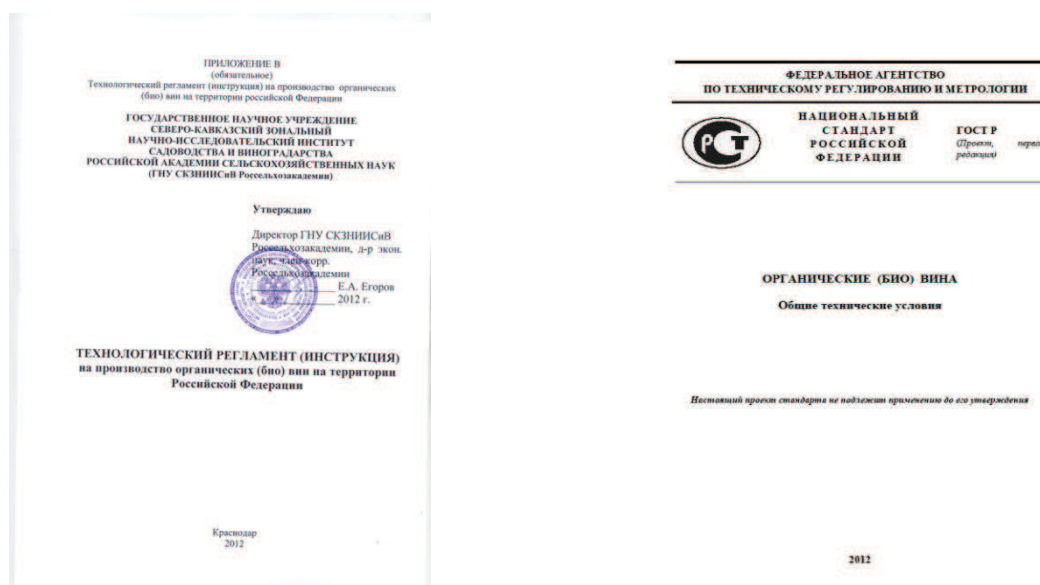 ПРИЛОЖЕНИЕ В
(обязательное)
Технологический регламент (инструкция) на производство органических
(био) вин на территории российской Федерации
ГОСУДАРСТВЕННОЕ НАУЧНОЕ УЧРЕЖДЕНИЕ
СЕВЕРО-КАВКАЗСКИЙ ЗОНАЛЬНЫЙ
НАУЧНО-ИССЛЕДОВАТЕЛЬСКИЙ ИНСТИТУТ
САДОВОДСТВА И ВИНОГРАДАРСТВА
РОССИЙСКОЙ АКАДЕМИИ СЕЛЬСКОХОЗЯЙСТВЕННЫХ НАУК
(ГНУ СКЗНИИСиВ Россельхозакадемии)
Утверждаю
Директор ГНУ СКЗНИИСиВ
Россельхозакадемии, д-р экон.
наук, член-корр.
Россельхозакадемии
Е.А. Егоров
« » 2012 г.
ТЕХНОЛОГИЧЕСКИЙ РЕГЛАМЕНТ (ИНСТРУКЦИЯ)
на производство органических (био) вин на территории
Российской Федерации
Краснодар
2012
ФЕДЕРАЛЬНОЕ АГЕНТСТВО
ПО ТЕХНИЧЕСКОМУ РЕГУЛИРОВАНИЮ И МЕТРОЛОГИИ
РСТ
НАЦИОНАЛЬНЫЙ
СТАНДАРТ
РОССИЙСКОЙ
ФЕДЕРАЦИИ
ГОСТ Р
(Проект,
редакция)
ОРГАНИЧЕСКИЕ (БИО) ВИНА
Общие технические условия
Настоящий проект стандарта не подлежит применению до его утверждения
2012